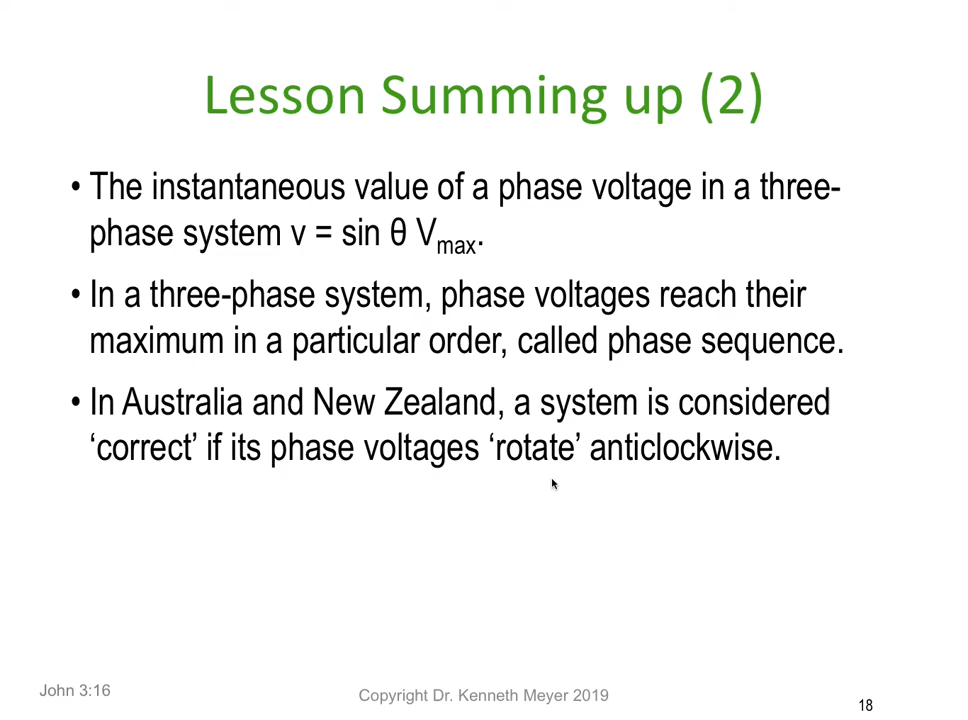 Lesson Summing up (2)
• The instantaneous value of a phase voltage in a three-
phase system v = sin θ Vmax.
• In a three-phase system, phase voltages reach their
maximum in a particular order, called phase sequence.
• In Australia and New Zealand, a system is considered
‘correct’ if its phase voltages ‘rotate’ anticlockwise.
John 3:16
Copyright Dr. Kenneth Meyer 2019
18